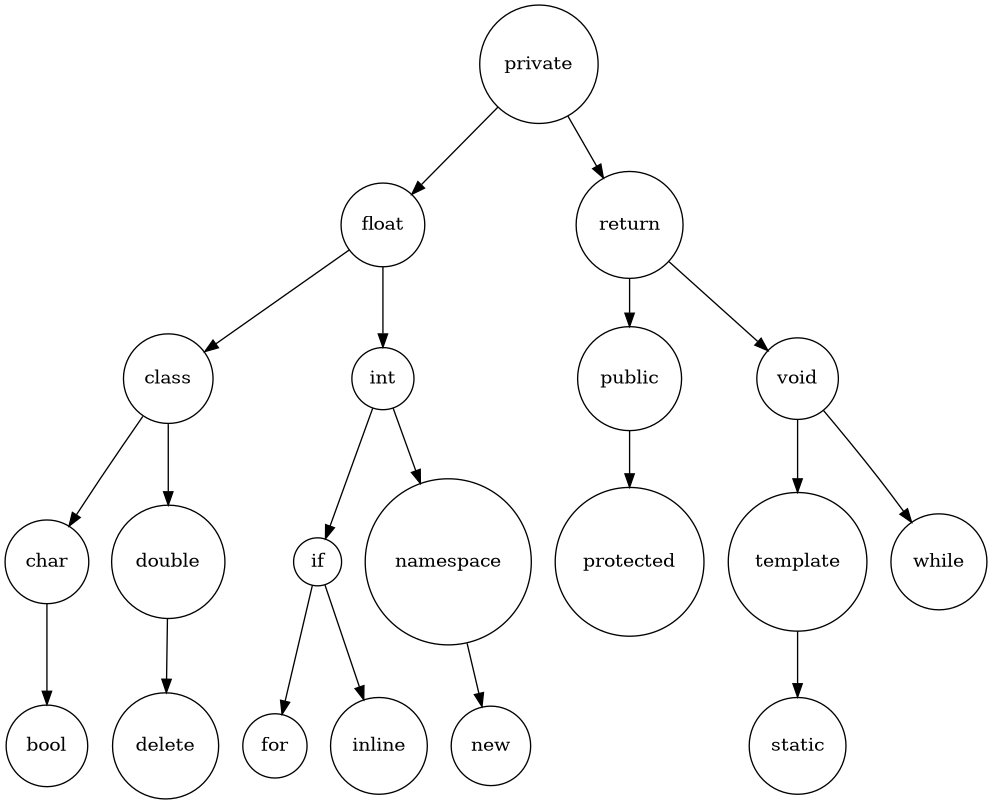 private
float
return
class
int
public
void
char
double
if
namespace
protected
template
while
bool
delete
for
inline
new
static